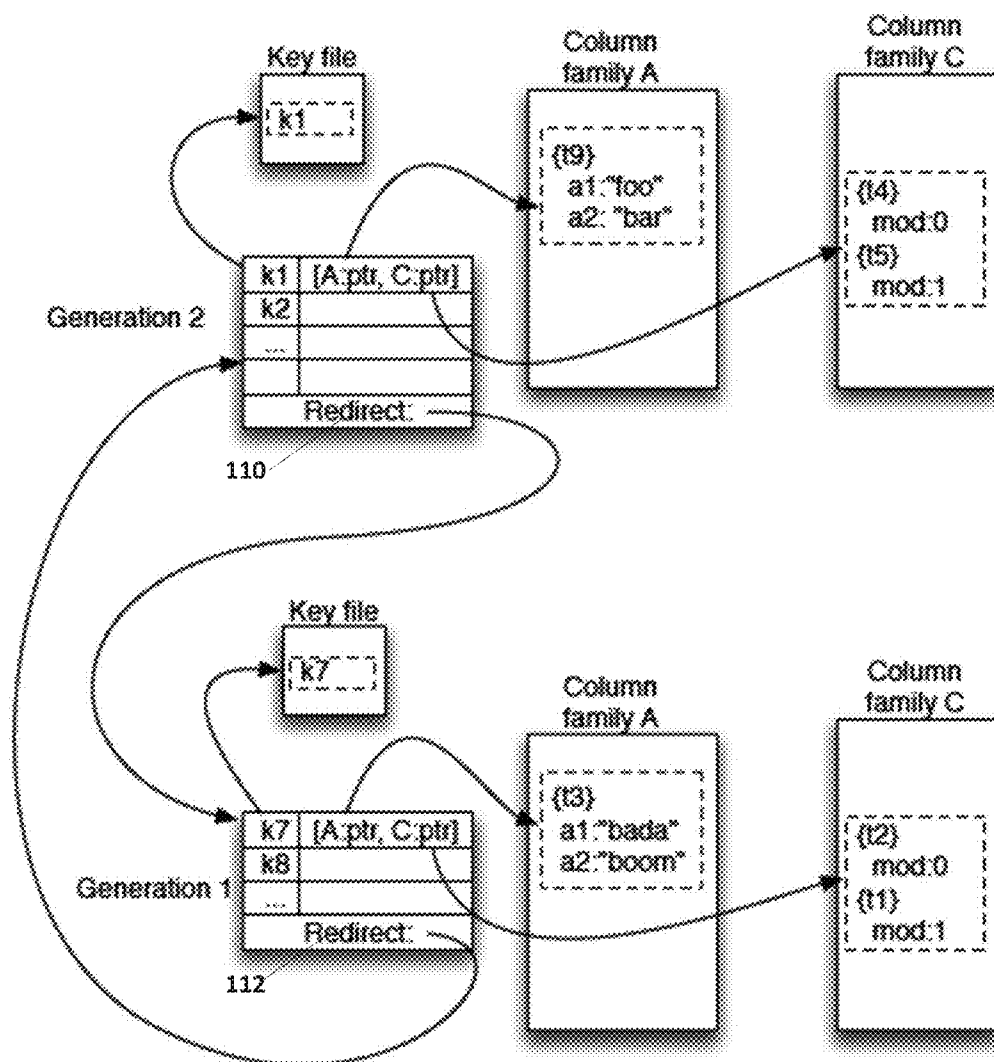 Key file
Column
family A
Column
family C
k1
{t9}
a1:"foo"
a2: "bar"
{t4}
mod:0
{t5}
mod:1
Generation 2
k1 [A:ptr, C:ptr]
k2
...
Redirect:
110
Key file
k7
Column
family A
Column
family C
{t3}
a1:"bada"
a2:"boom"
{t2}
mod:0
{t1}
mod:1
Generation 1
k7 [A:ptr, C:ptr]
k8
...
Redirect:
112